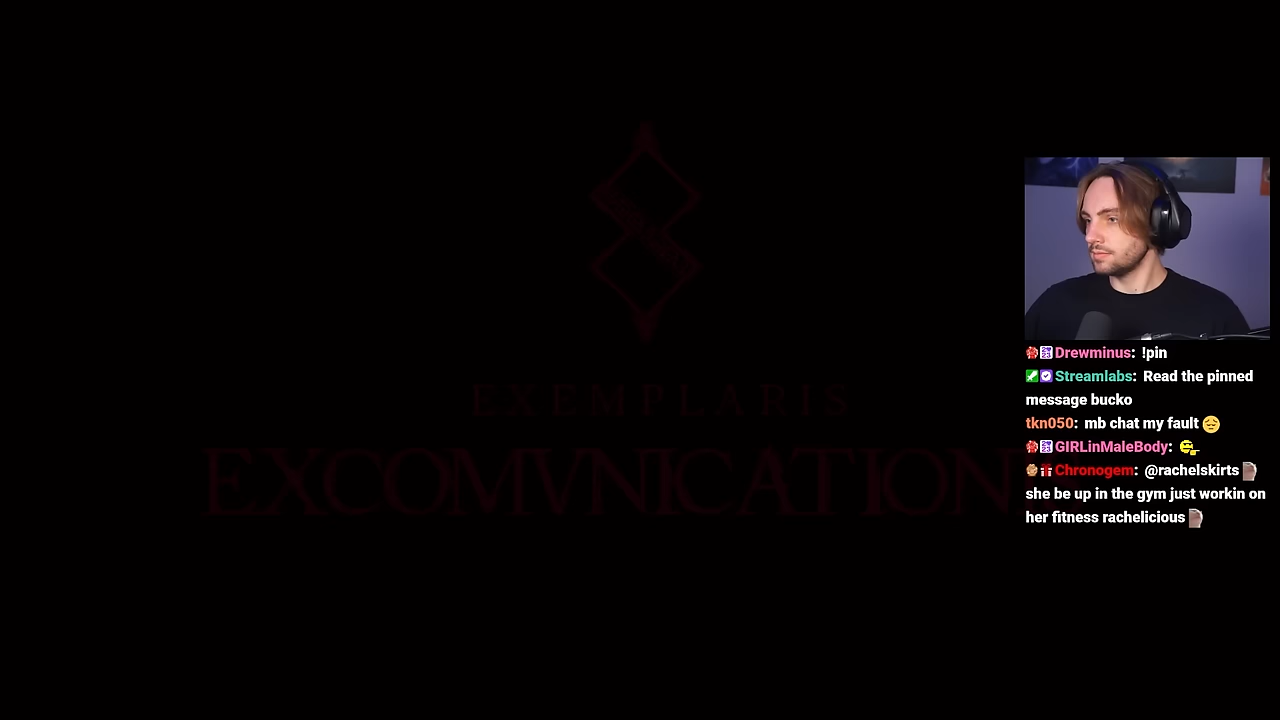 EXEMPLARIS
EXCOMVNICATION
Drewminus: !pin
Streamlabs: Read the pinned
message bucko
tkn050: mb chat my fault
GIRLinMaleBody:
Chronogem: @rachelskirts
she be up in the gym just workin on
her fitness rachelicious